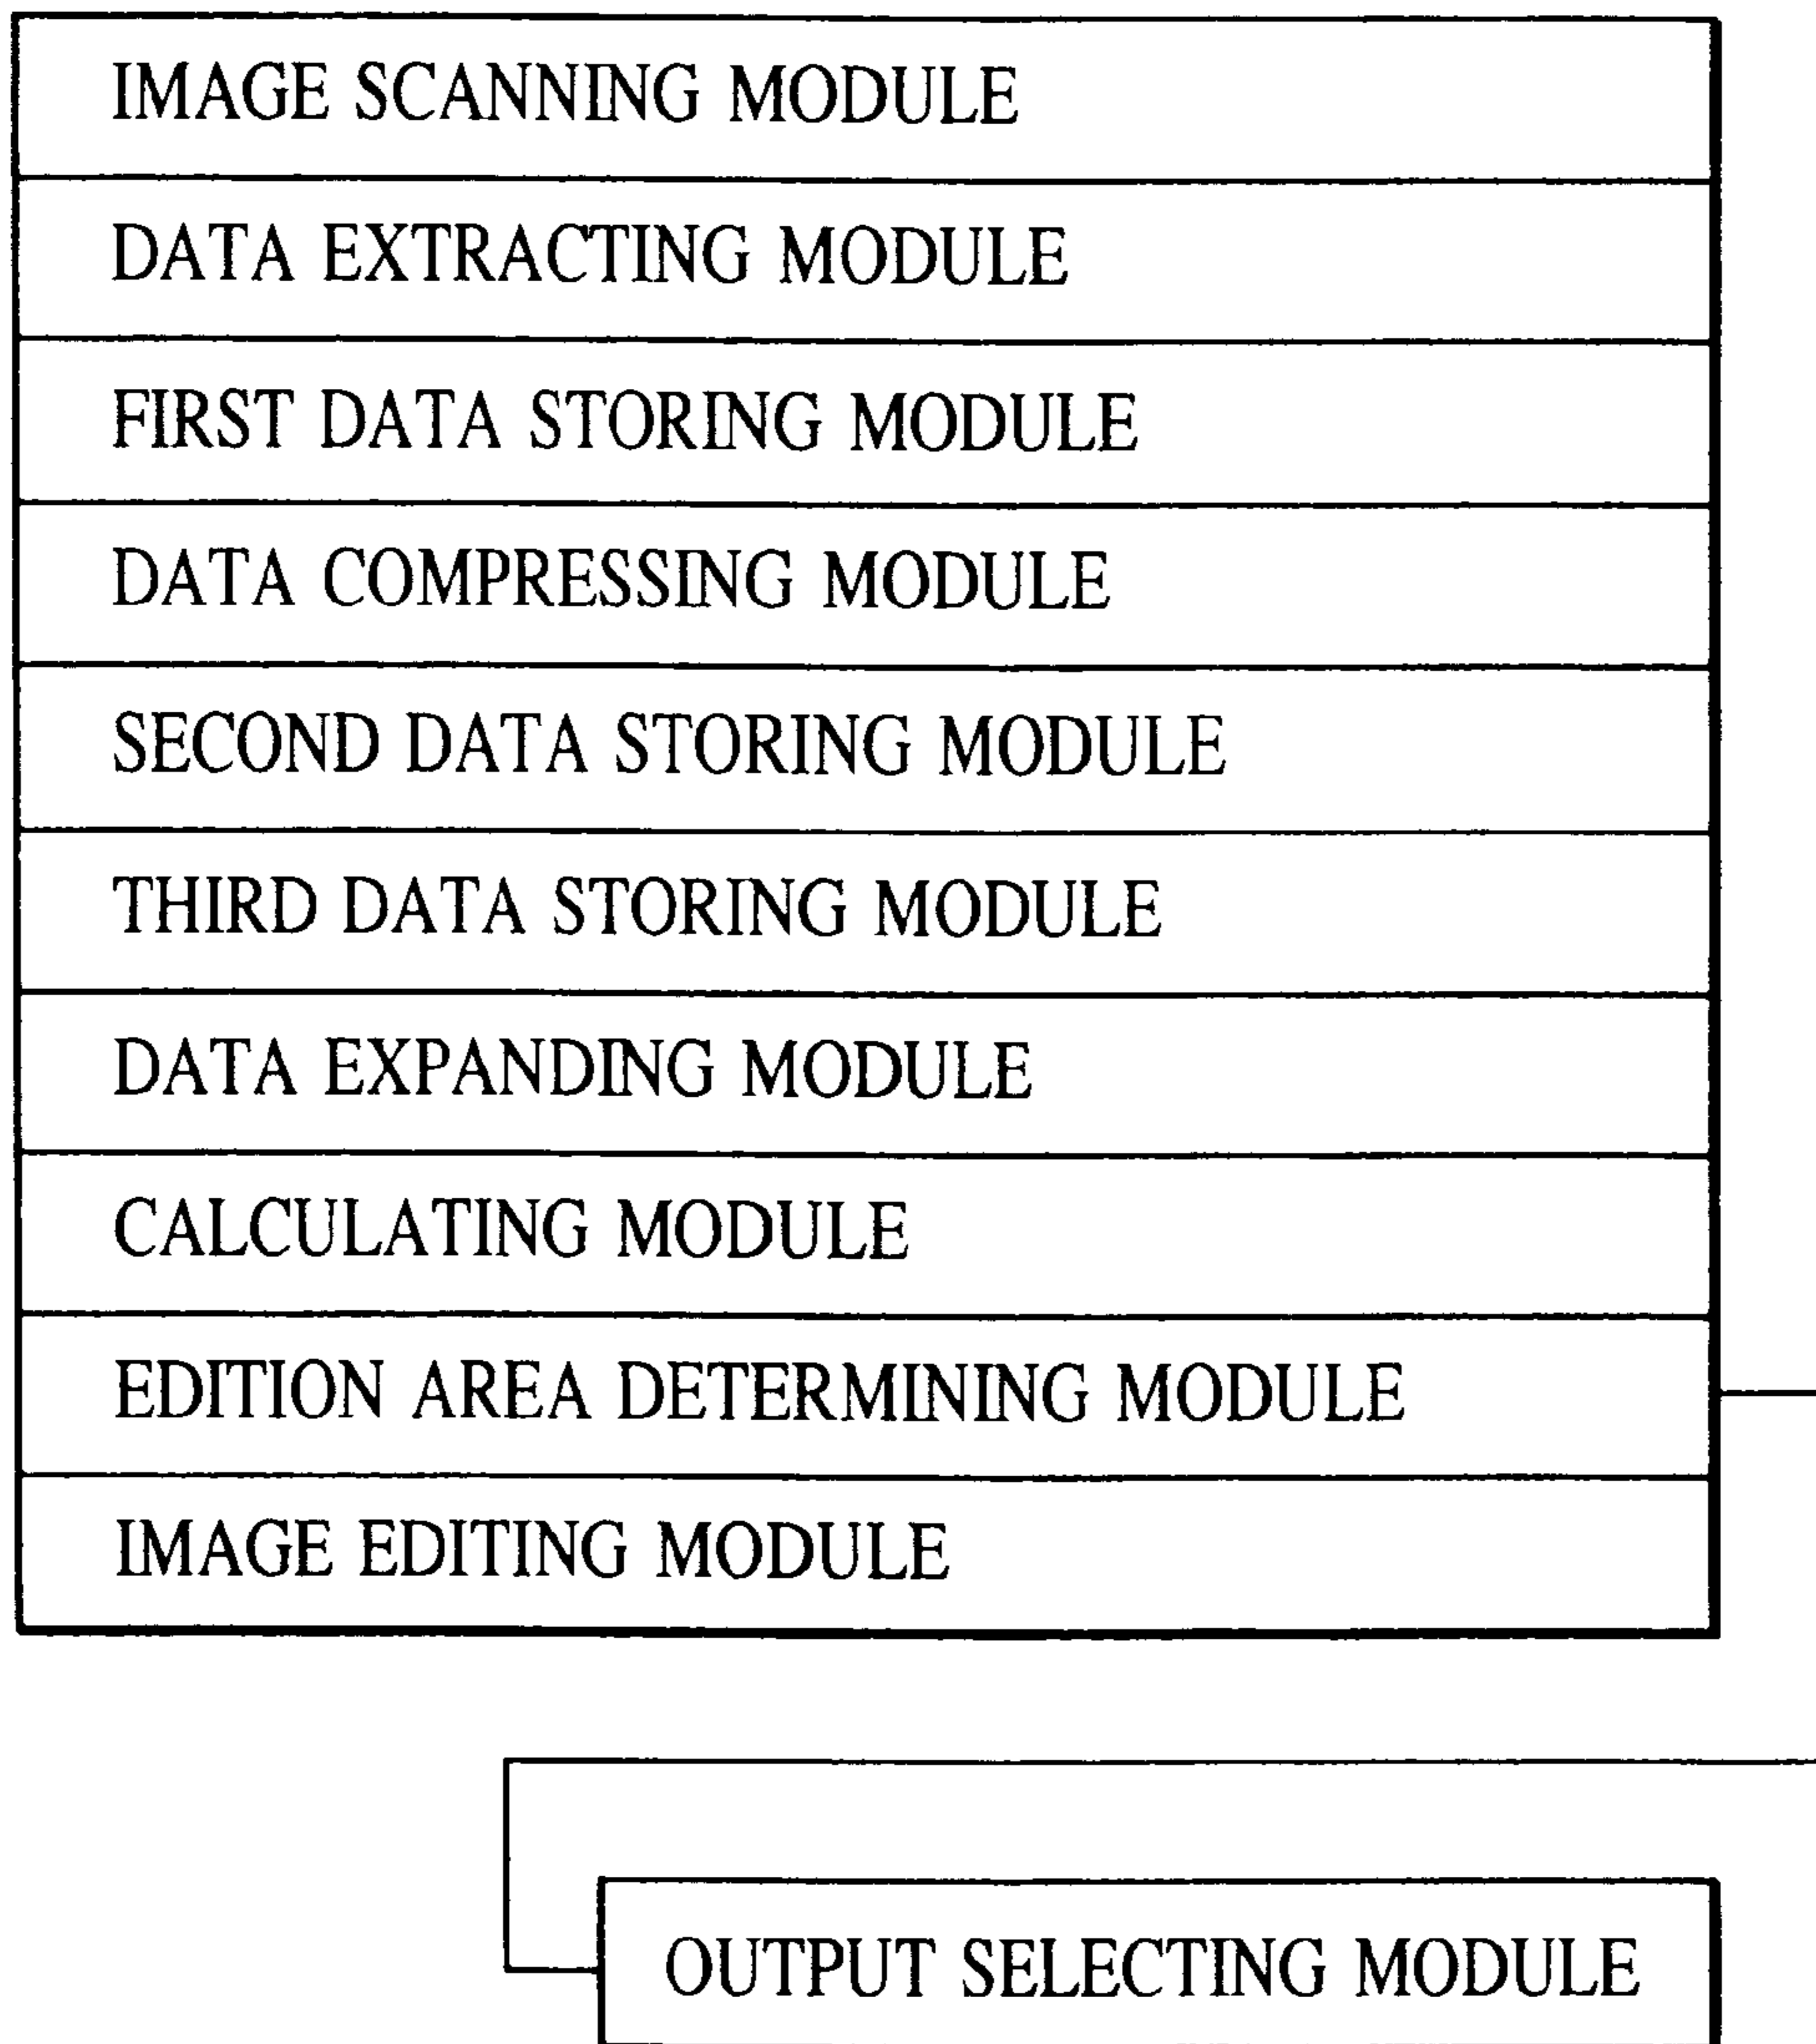 IMAGE SCANNING MODULE
DATA EXTRACTING MODULE
FIRST DATA STORING MODULE
DATA COMPRESSING MODULE
SECOND DATA STORING MODULE
THIRD DATA STORING MODULE
DATA EXPANDING MODULE
CALCULATING MODULE
EDITION AREA DETERMINING MODULE
IMAGE EDITING MODULE
OUTPUT SELECTING MODULE